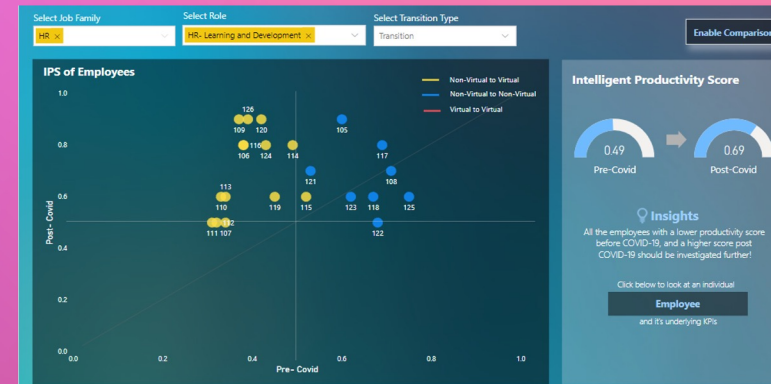 Select Job Family
Select Role
Select Transition Type
HR ×
HR- Learning and Development ×
Transition
Enable Comparison
IPS of Employees
Non-Virtual to Virtual
Non-Virtual to Non-Virtual
Virtual to Virtual
1.0
0.8
0.6
0.4
0.2
0.0
Post- Covid
126
109
120
105
106
116
124
114
117
121
108
113
110
119
115
123
118
125
111
107
122
0.0
0.2
0.4
0.6
0.8
1.0
Pre- Covid
Intelligent Productivity Score
0.49
0.69
Pre-Covid
Post-Covid
Insights
All the employees with a lower productivity score
before COVID-19, and a higher score post
COVID-19 should be investigated further!
Click below to look at an individual
Employee
and it's underlying KPIs